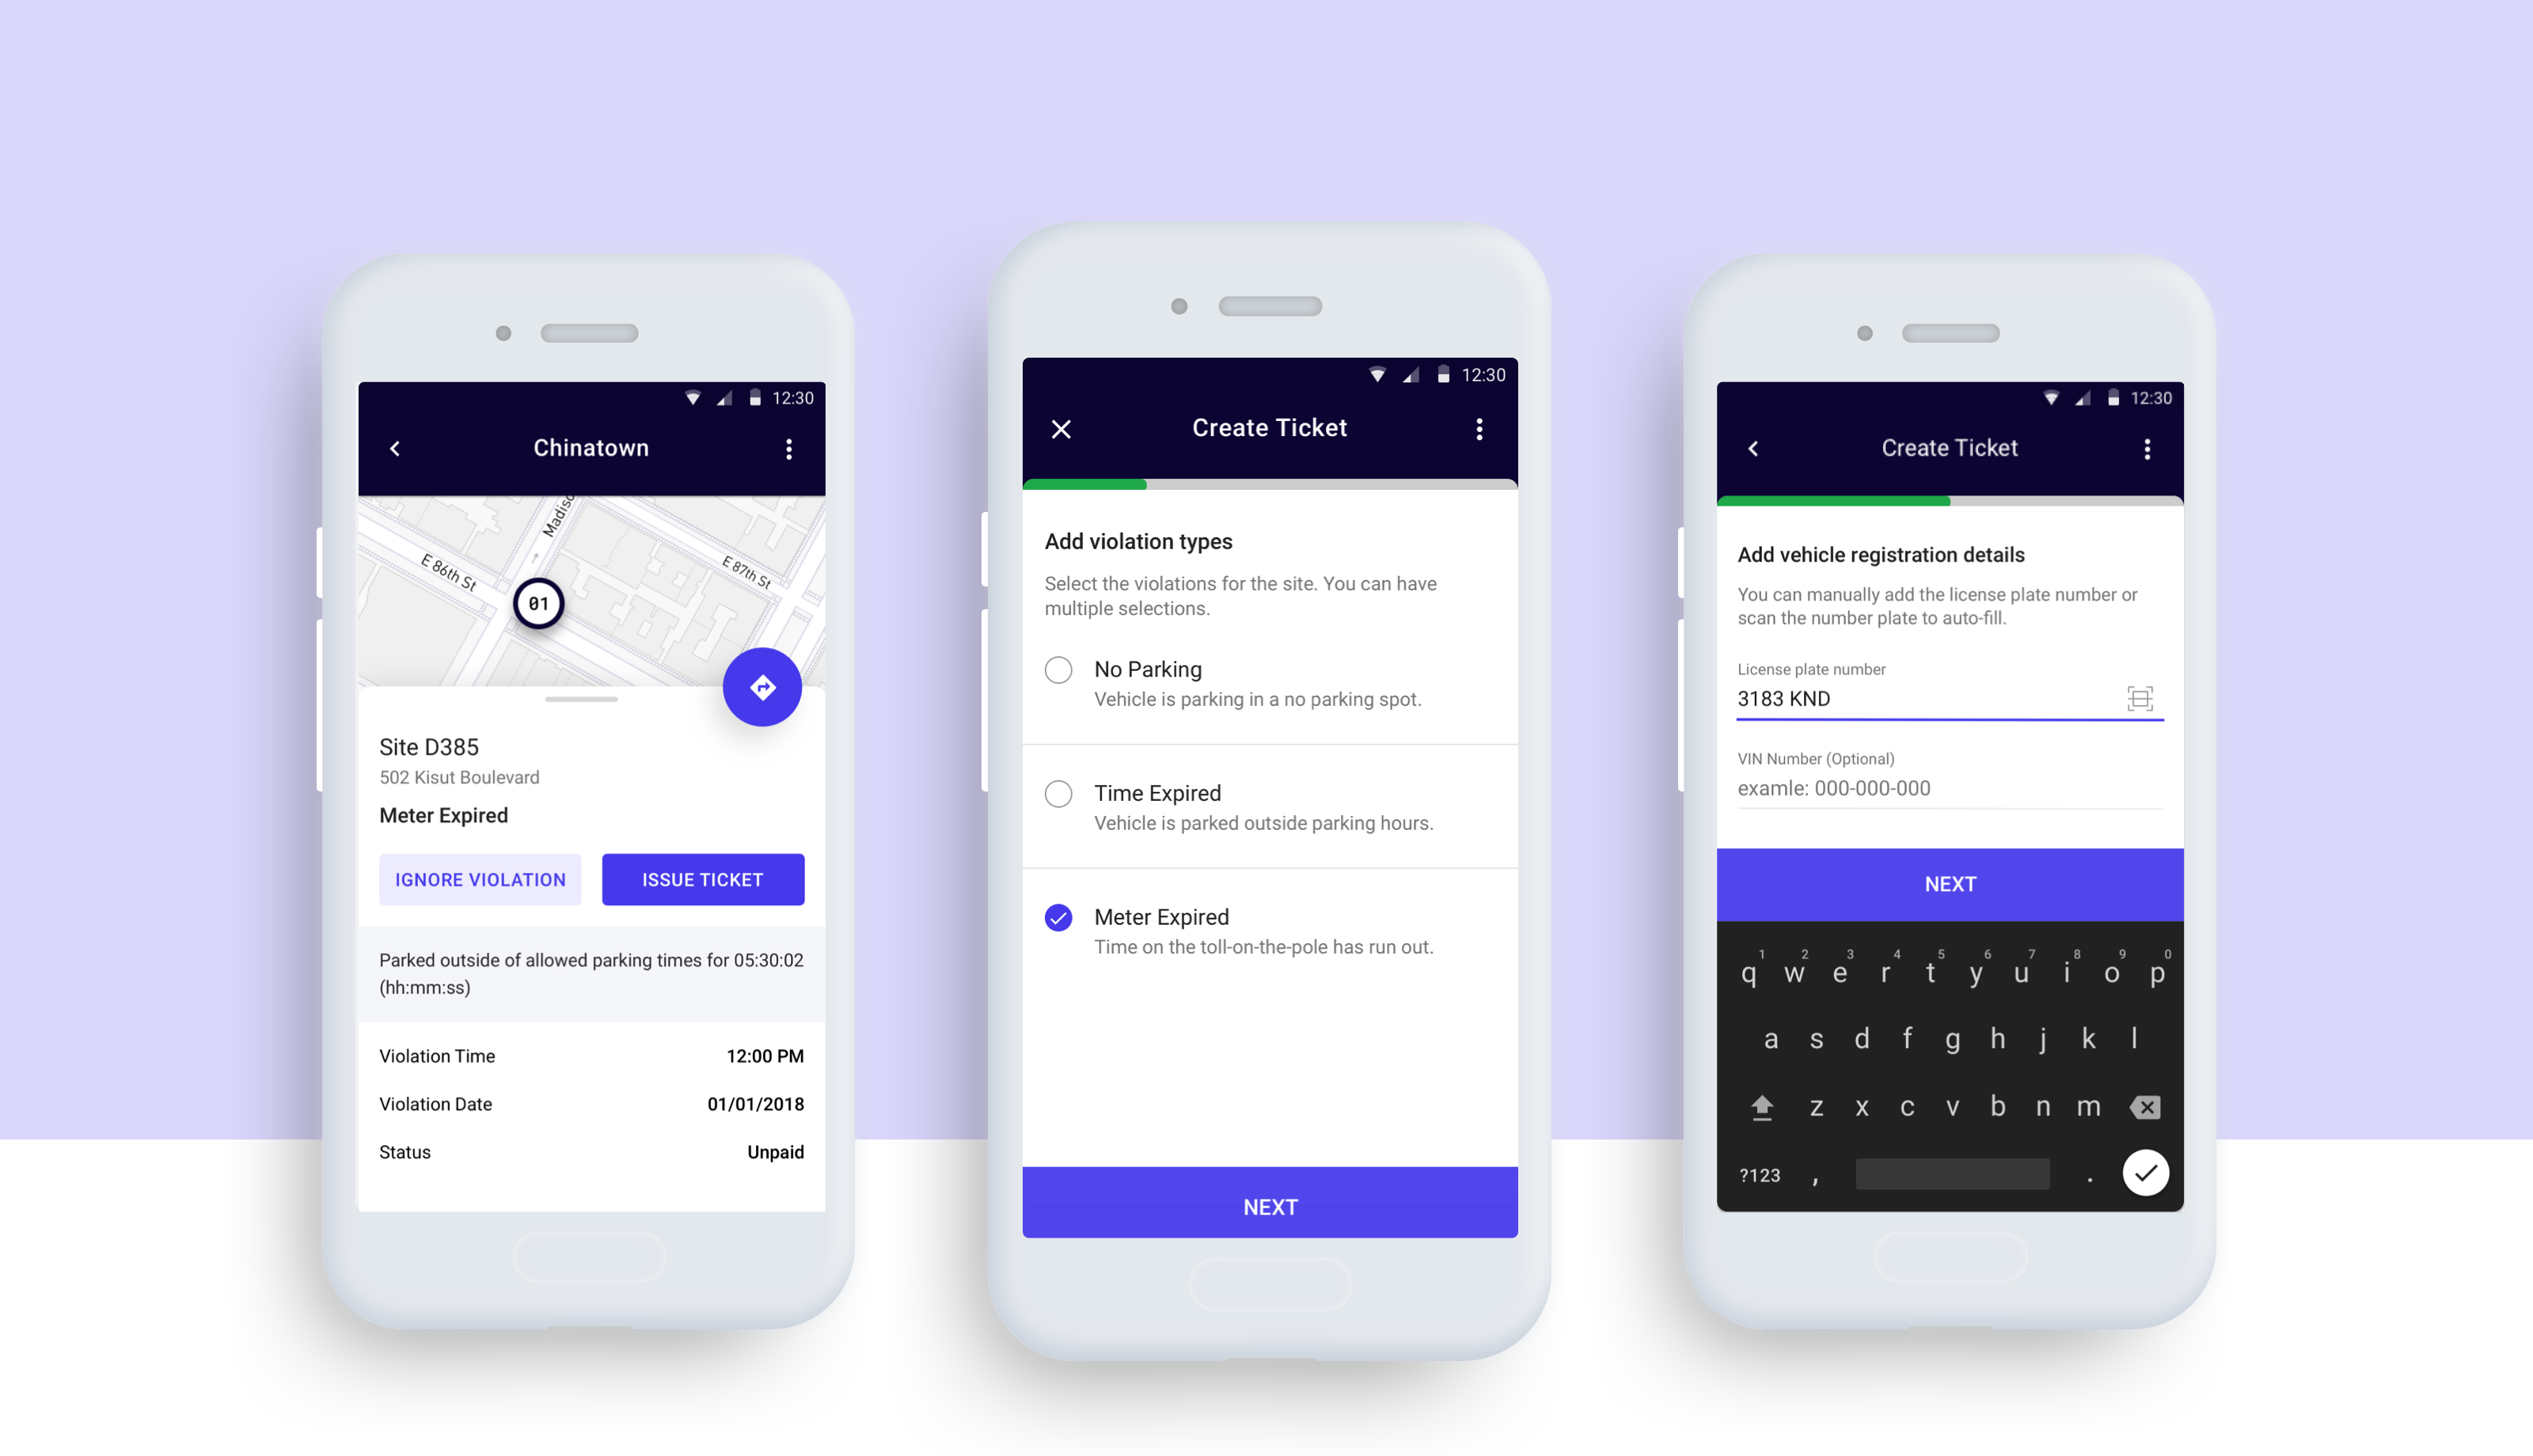 12:30
Chinatown
Madiso
E 86th St
E 87th St
01
Site D385
502 Kisut Boulevard
Meter Expired
IGNORE VIOLATION
ISSUE TICKET
Parked outside of allowed parking times for 05:30:02
(hh:mm:ss)
Violation Time 12:00 PM
Violation Date 01/01/2018
Status Unpaid
12:30
Create Ticket
Add violation types
Select the violations for the site. You can have
multiple selections.
No Parking
Vehicle is parking in a no parking spot.
Time Expired
Vehicle is parked outside parking hours.
Meter Expired
Time on the toll-on-the-pole has run out.
NEXT
12:30
Create Ticket
Add vehicle registration details
You can manually add the license plate number or
scan the number plate to auto-fill.
License plate number
3183 KND
VIN Number (Optional)
examle: 000-000-000
NEXT
1 2 3 4 5 6 7 8 9 0
q w e r t y u i o p
a s d f g h j k l
z x c v b n m
?123 , .